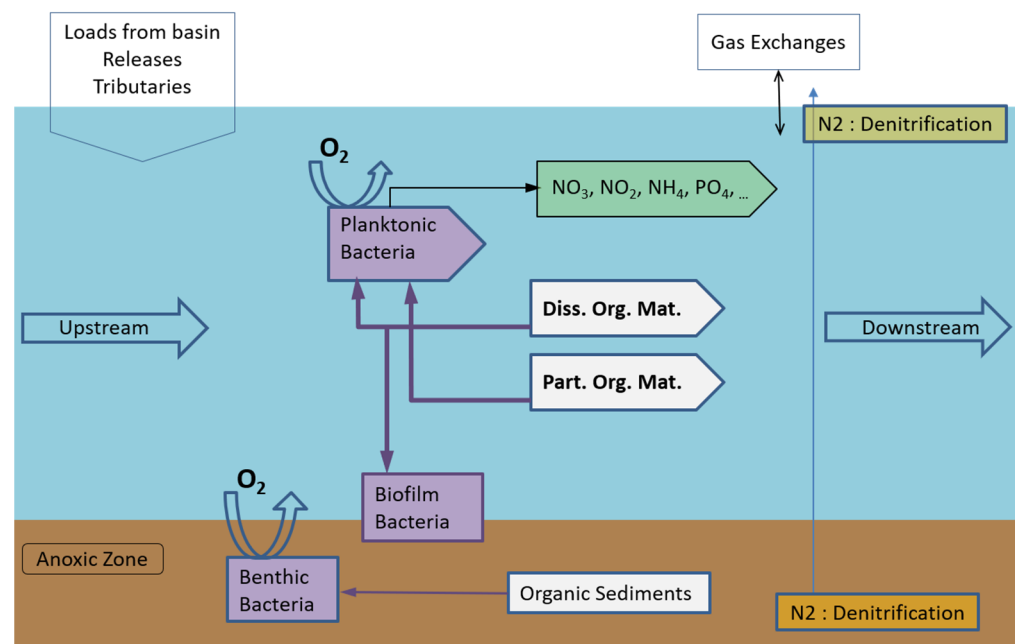 Loads from basin
Releases
Tributaries
Gas Exchanges
N2 : Denitrification
O₂
NO₃, NO₂, NH₄, PO₄, ...
Planktonic
Bacteria
Diss. Org. Mat.
Upstream
Downstream
Part. Org. Mat.
O₂
Biofilm
Bacteria
Anoxic Zone
Benthic
Bacteria
Organic Sediments
N2 : Denitrification